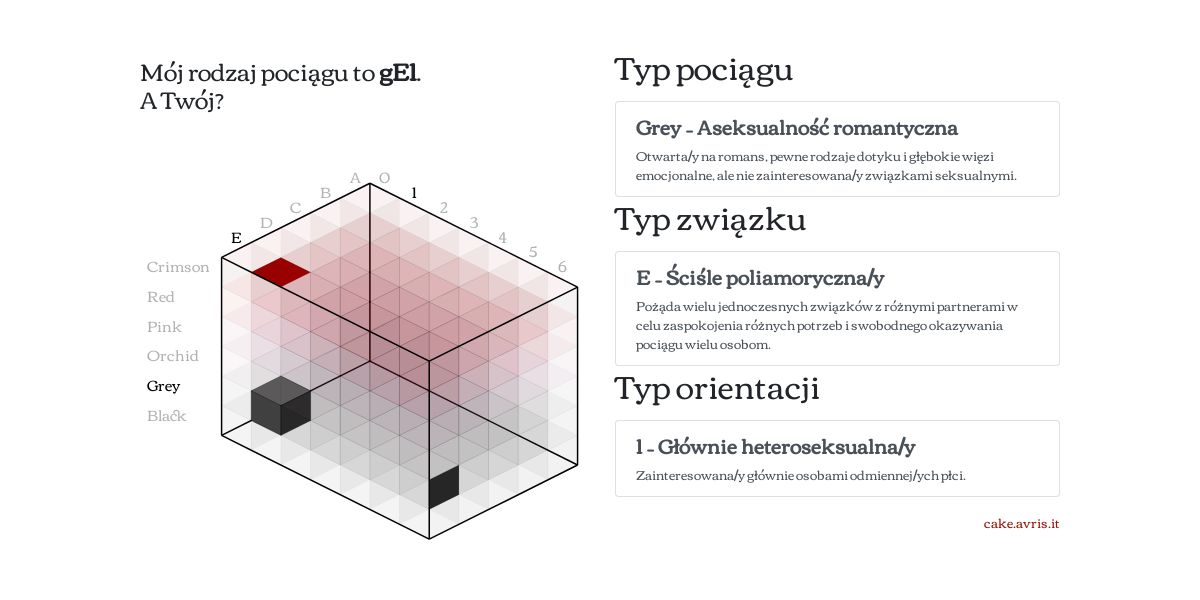 Mój rodzaj pociągu to gE1.
A Twój?
A
O
B
1
C
2
D
3
E
4
5
6
Crimson
Red
Pink
Orchid
Grey
Black
Typ pociągu
Grey – Aseksualność romantyczna
Otwarta/y na romans, pewne rodzaje dotyku i głębokie więzi
emocjonalne, ale nie zainteresowana/y związkami seksualnymi.
Typ związku
E – Ściśle poliamoryczna/y
Pożąda wielu jednoczesnych związków z różnymi partnerami w
celu zaspokojenia różnych potrzeb i swobodnego okazywania
pociągu wielu osobom.
Typ orientacji
1 – Głównie heteroseksualna/y
Zainteresowana/y głównie osobami odmiennej/ych płci.
cake.avris.it